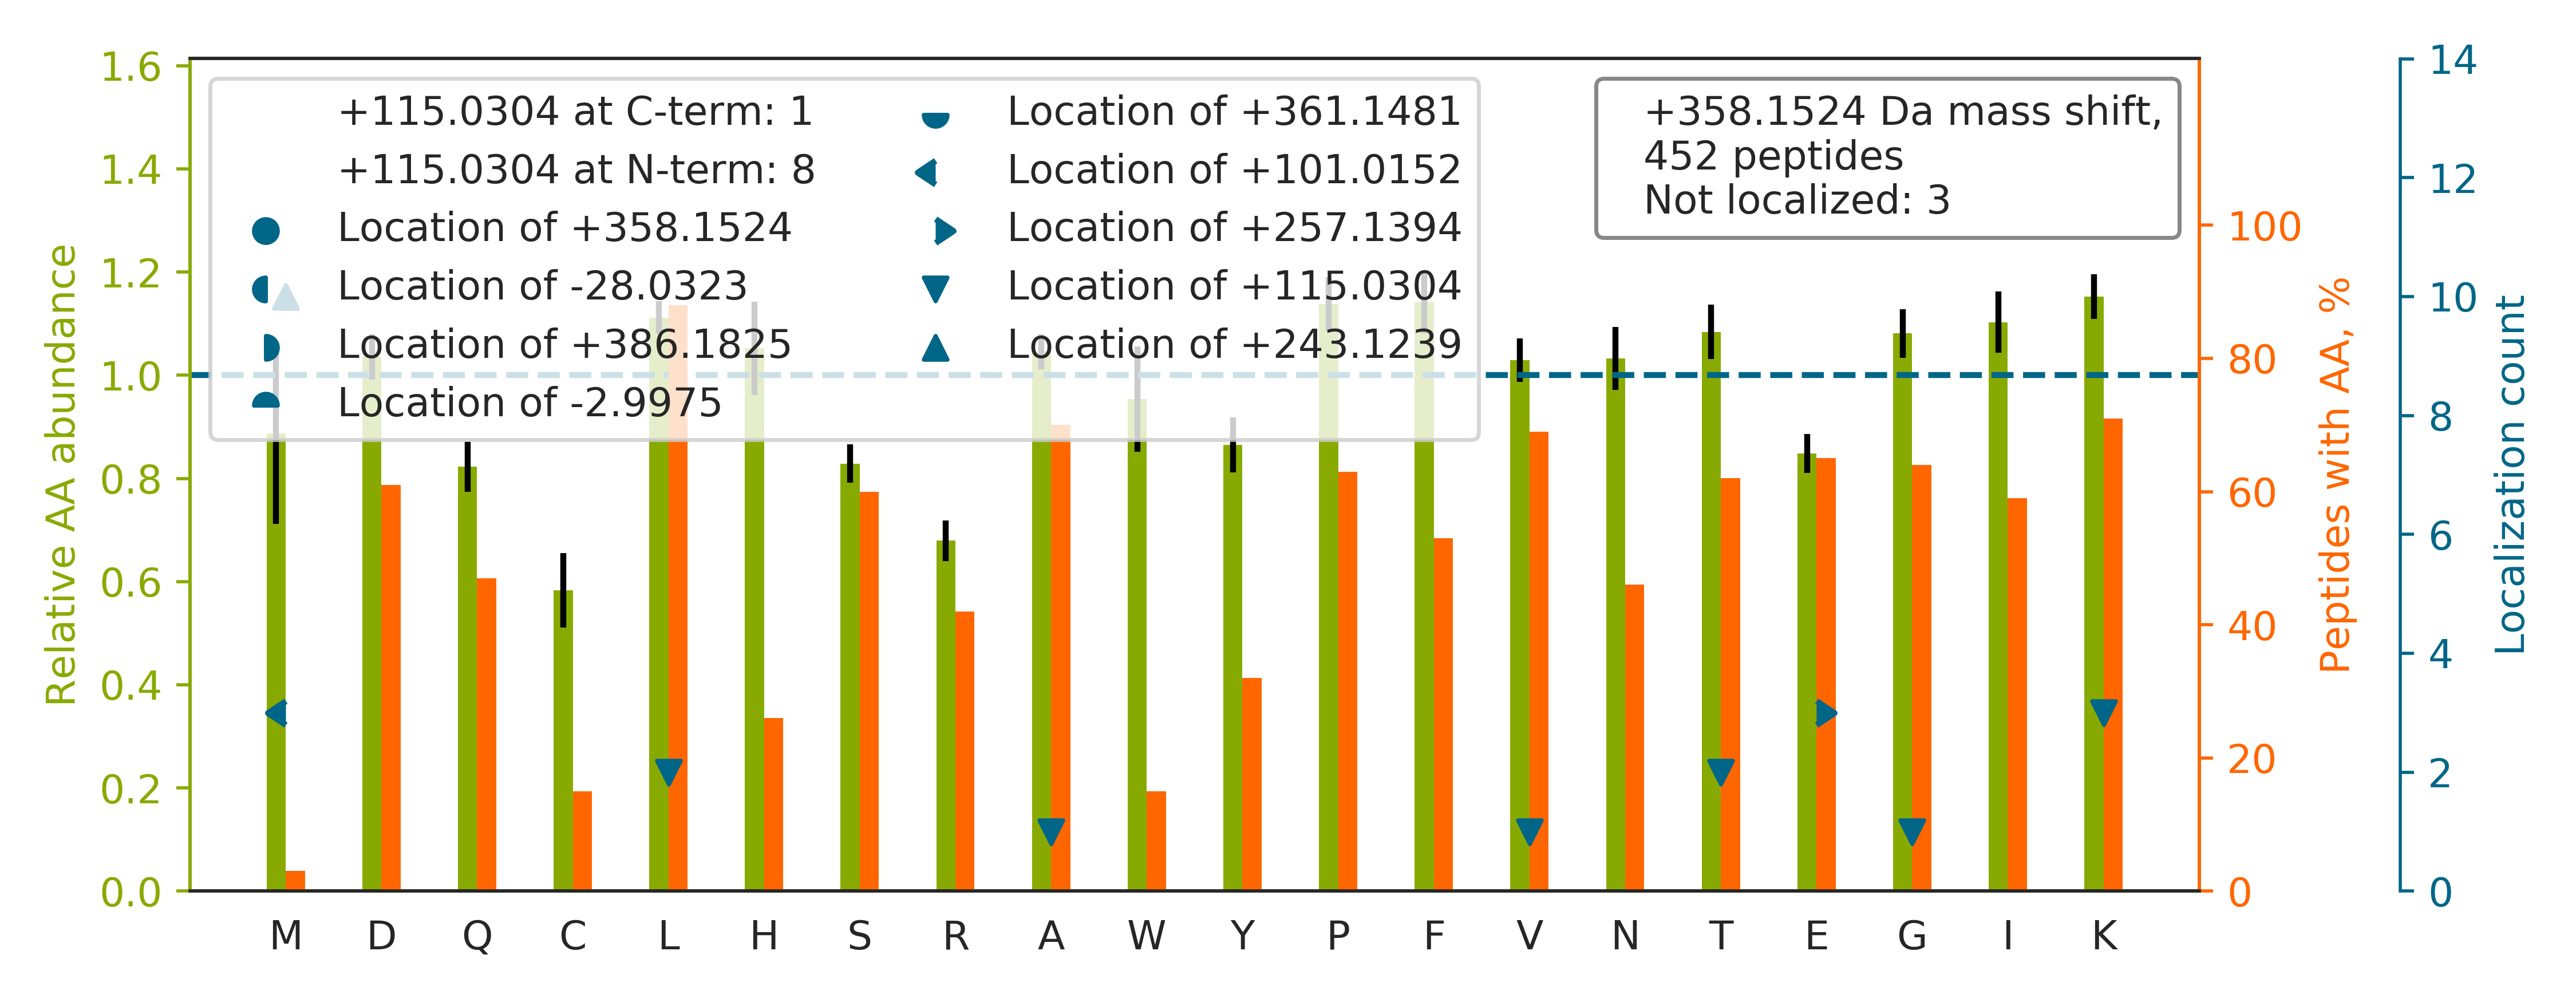 1.6
1.4
1.2
1.0
0.8
0.6
0.4
0.2
0.0
Relative AA abundance
+115.0304 at C-term: 1
+115.0304 at N-term: 8
Location of +358.1524
Location of -28.0323
Location of +386.1825
Location of -2.9975
Location of +361.1481
Location of +101.0152
Location of +257.1394
Location of +115.0304
Location of +243.1239
+358.1524 Da mass shift,
452 peptides
Not localized: 3
100
80
60
40
20
0
Peptides with AA, %
14
12
10
8
6
4
2
0
Localization count
M D Q C L H S R A W Y P F V N T E G I K